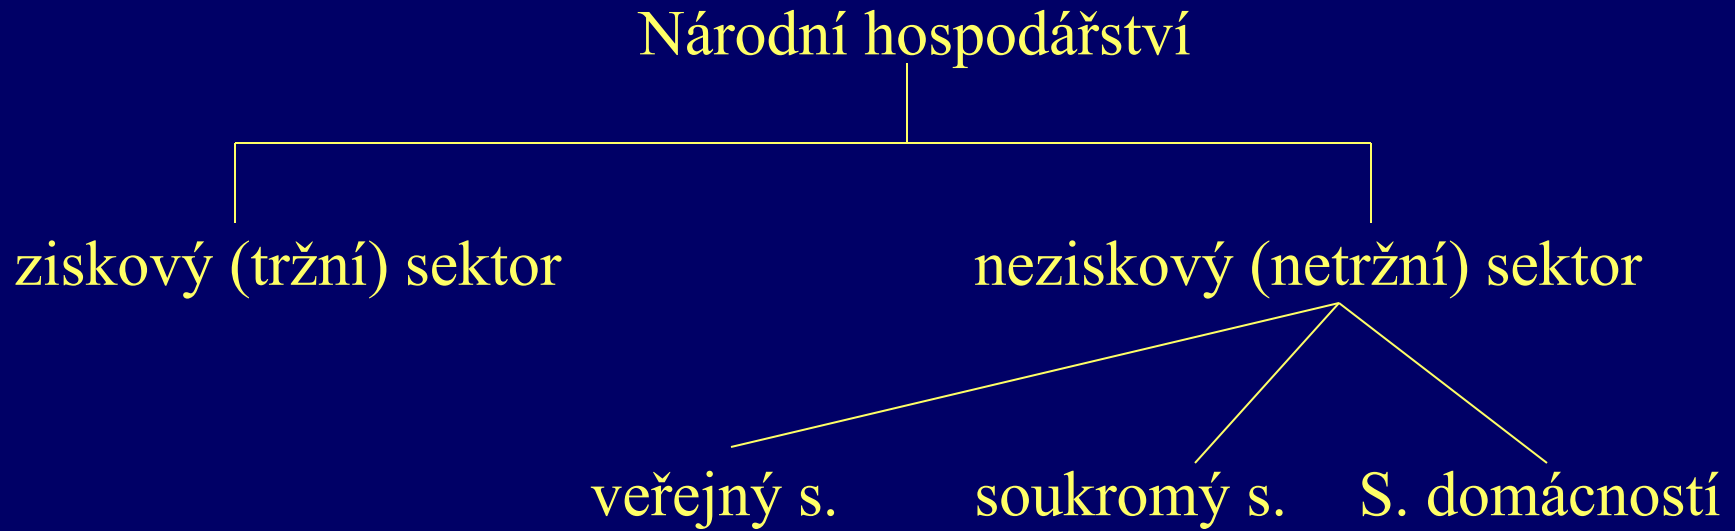 Národní hospodářství
ziskový (tržní) sektor
neziskový (netržní) sektor
veřejný s.
soukromý s.
S. domácností